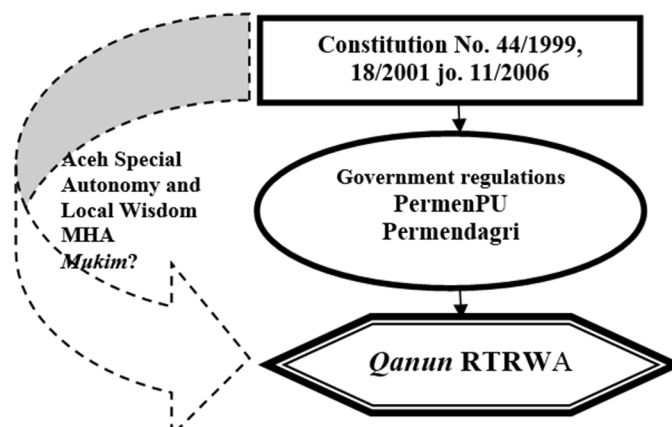 Constitution No. 44/1999,
18/2001 jo. 11/2006
Aceh Special
Autonomy and
Local Wisdom
MHA
Mukim?
Government regulations
PermenPU
Permendagri
Qanun RTRWA